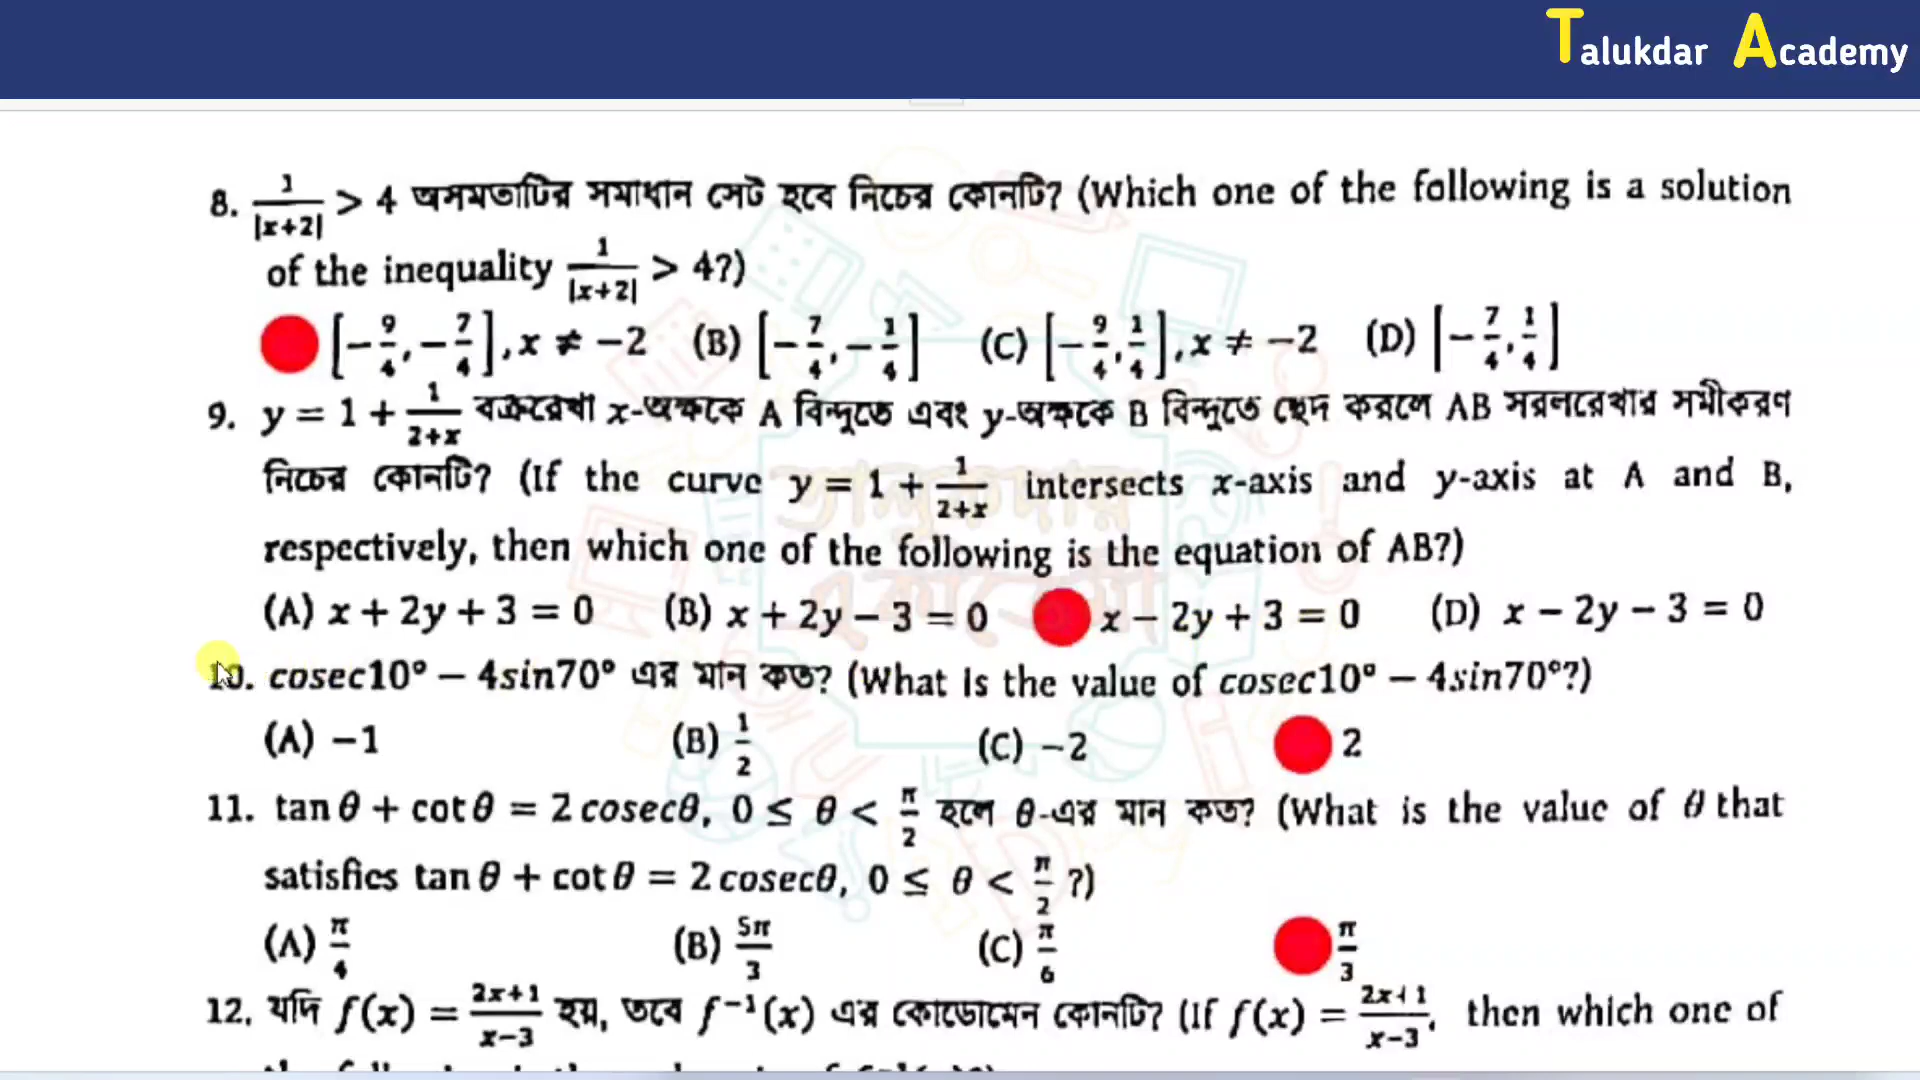 Talukdar Academy
8. 1/|x+2| > 4 অসমতাটির সমাধান সেট হবে নিচের কোনটি? (Which one of the following is a solution
of the inequality 1/|x+2| > 4?)
[-9/4, -7/4], x ≠ -2 (B) [-7/4, -1/4] (C) [-9/4, 1/4], x ≠ -2 (D) [-7/4, 1/4]
9. y = 1 + 1/2+x বক্ররেখা x-অক্ষকে A বিন্দুতে এবং y-অক্ষকে B বিন্দুতে ছেদ করলে AB সরলরেখার সমীকরণ
নিচের কোনটি? (If the curve y = 1 + 1/2+x intersects x-axis and y-axis at A and B,
respectively, then which one of the following is the equation of AB?)
(A) x + 2y + 3 = 0 (B) x + 2y − 3 = 0 x − 2y + 3 = 0 (D) x − 2y − 3 = 0
10. cosec10° − 4sin70° এর মান কত? (What is the value of cosec10° − 4sin70°?)
(A) −1 (B) 1/2 (C) −2 2
11. tan θ + cot θ = 2 cosecθ, 0 ≤ θ < π/2 হলে θ-এর মান কত? (What is the value of θ that
satisfies tan θ + cot θ = 2 cosecθ, 0 ≤ θ < π/2 ?)
(A) π/4 (B) 5π/3 (C) π/6 π/3
12. যদি f(x) = 2x+1/x−3 হয়, তবে f⁻¹(x) এর কোডোমেন কোনটি? (If f(x) = 2x+1/x−3, then which one of